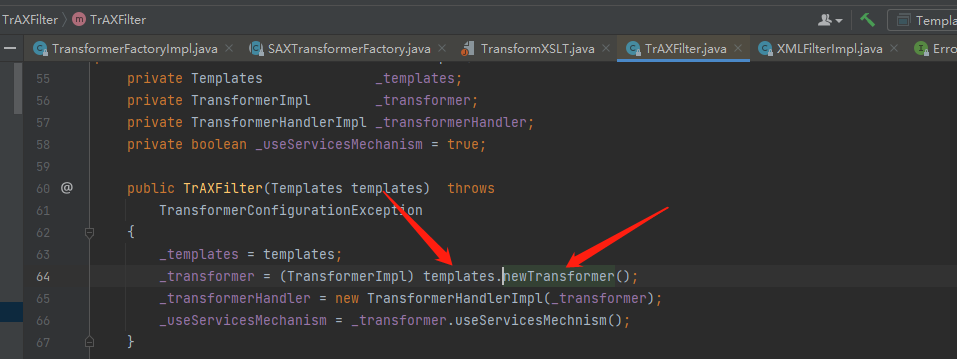 TrAXFilter > m TrAXFilter
Templa
TransformerFactoryImpl.java × SAXTransformerFactory.java × TransformXSLT.java × TrAXFilter.java × XMLFilterImpl.java × Erro
55 private Templates _templates;
56 private TransformerImpl _transformer;
57 private TransformerHandlerImpl _transformerHandler;
58 private boolean _useServicesMechanism = true;
59
60 @ public TrAXFilter(Templates templates) throws
61 TransformerConfigurationException
62 {
63 _templates = templates;
64 _transformer = (TransformerImpl) templates.newTransformer();
65 _transformerHandler = new TransformerHandlerImpl(_transformer);
66 _useServicesMechanism = _transformer.useServicesMechnism();
67 }